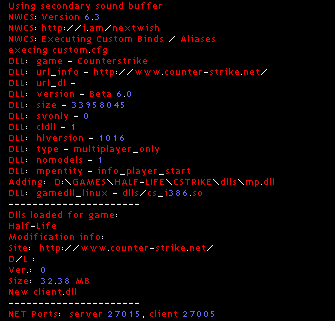 Using secondary sound buffer
NWCS: Version 6.3
NWCS: http://i.am/nextwish
NWCS: Executing Custom Binds / Aliases
execing custom.cfg
DLL: game - Counterstrike
DLL: url_info - http://www.counter-strike.net/
DLL: url_dl -
DLL: version - Beta 6.0
DLL: size - 33958045
DLL: svonly - 0
DLL: cldll - 1
DLL: hlversion - 1016
DLL: type - multiplayer_only
DLL: nomodels - 1
DLL: mpentity - info_player_start
Adding: D:\GAMES\HALF-LIFE\CSTRIKE\dlls\mp.dll
DLL: gamedll_linux - dlls/cs_i386.so
-----------------------
Dlls loaded for game:
Half-Life
Modification info:
Site: http://www.counter-strike.net/
D/L :
Ver.: 0
Size: 32.38 MB
New client.dll
-----------------------
NET Ports: server 27015, client 27005